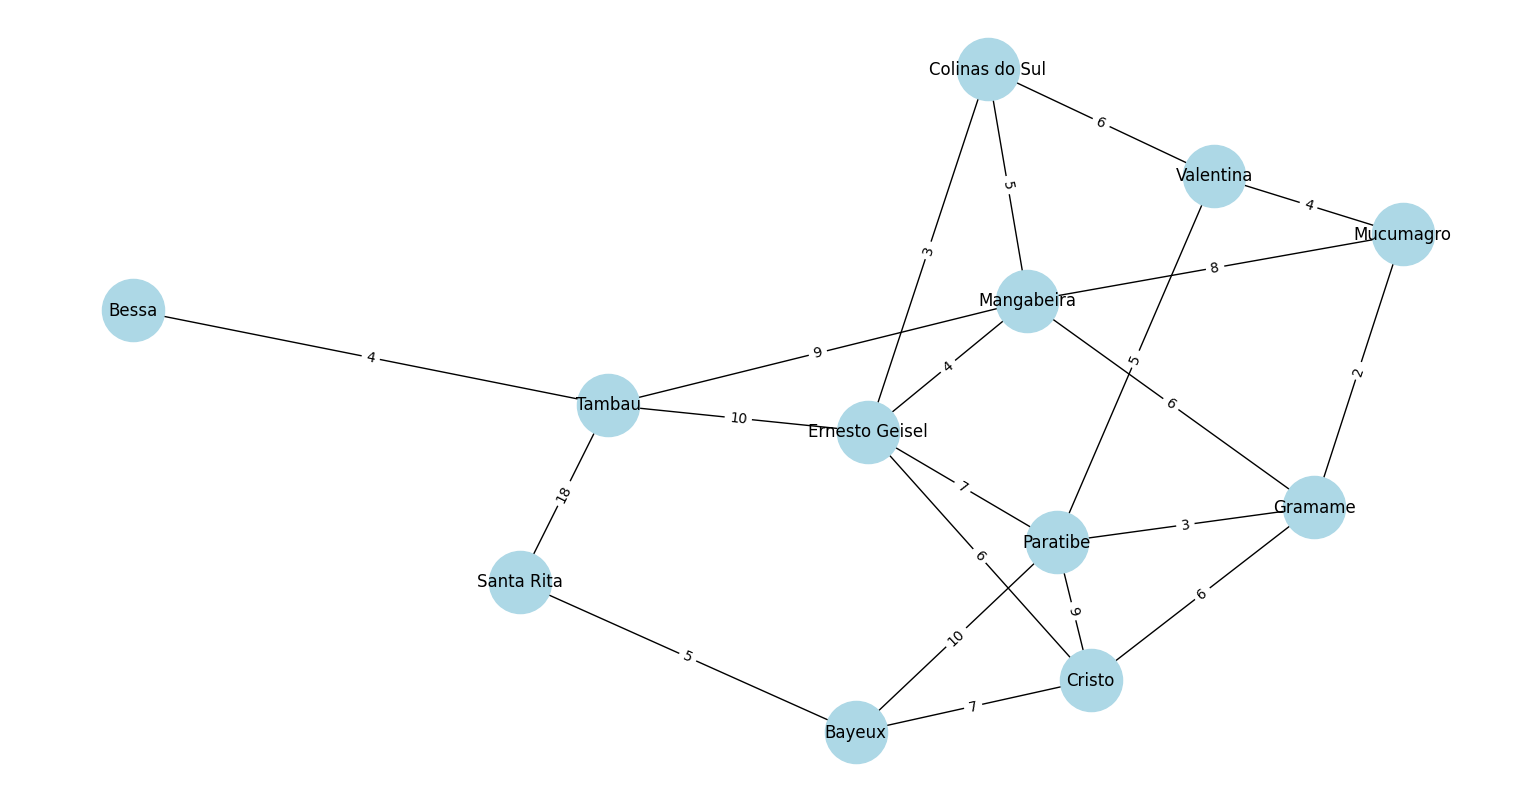 Colinas do Sul
6
Valentina
5
4
Mucumagro
3
8
Mangabeira
Bessa
9
4
5
4
2
6
Tambau
10
Ernesto Geisel
7
18
Gramame
3
Paratibe
6
Santa Rita
6
9
10
5
Cristo
7
Bayeux